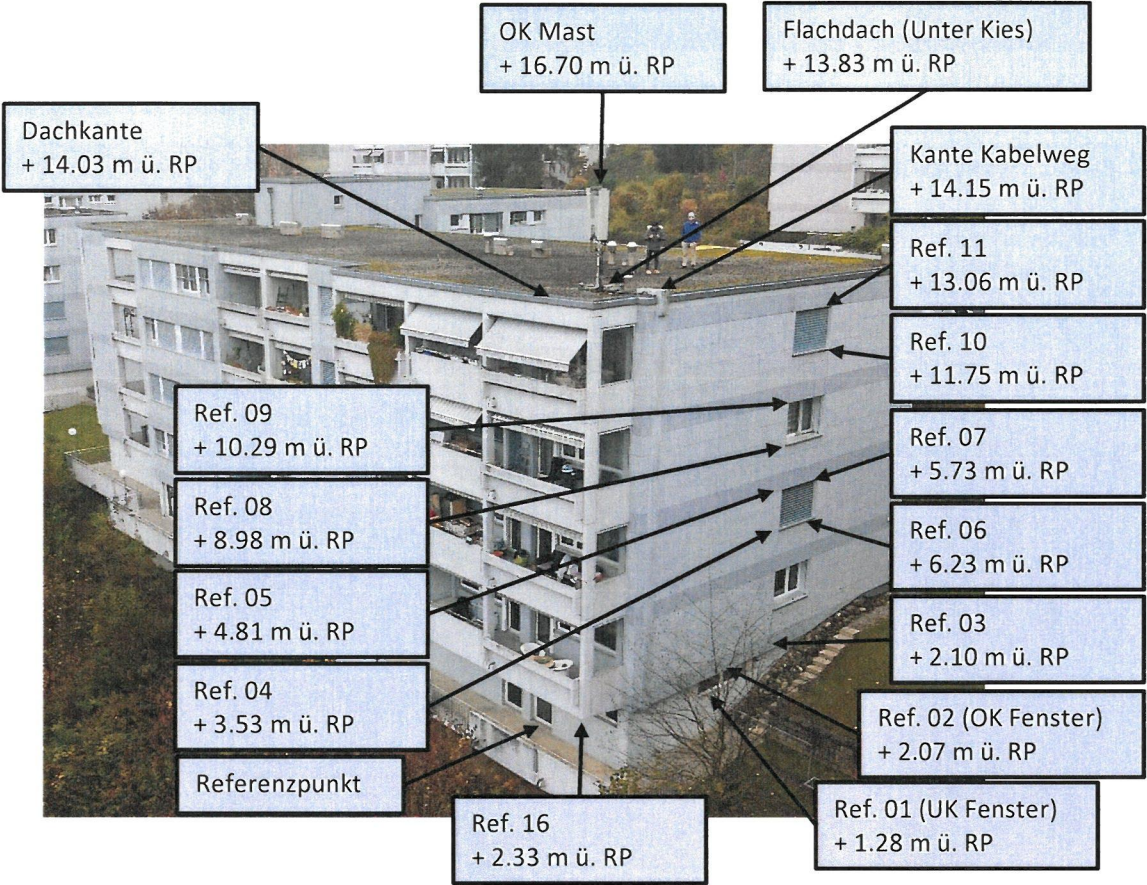 OK Mast
+ 16.70 m ü. RP
Flachdach (Unter Kies)
+ 13.83 m ü. RP
Dachkante
+ 14.03 m ü. RP
Kante Kabelweg
+ 14.15 m ü. RP
Ref. 11
+ 13.06 m ü. RP
Ref. 10
+ 11.75 m ü. RP
Ref. 09
+ 10.29 m ü. RP
Ref. 07
+ 5.73 m ü. RP
Ref. 08
+ 8.98 m ü. RP
Ref. 06
+ 6.23 m ü. RP
Ref. 05
+ 4.81 m ü. RP
Ref. 03
+ 2.10 m ü. RP
Ref. 04
+ 3.53 m ü. RP
Ref. 02 (OK Fenster)
+ 2.07 m ü. RP
Referenzpunkt
Ref. 01 (UK Fenster)
+ 1.28 m ü. RP
Ref. 16
+ 2.33 m ü. RP